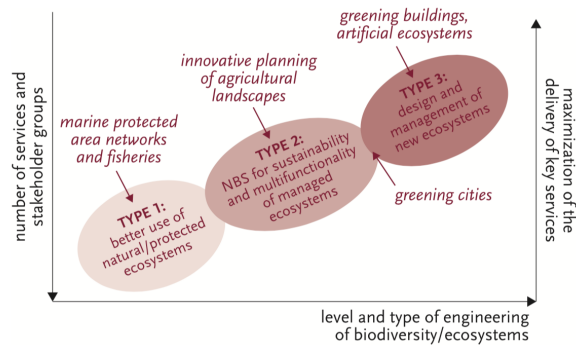 greening buildings,
artificial ecosystems
innovative planning
of agricultural
landscapes
marine protected
area networks
and fisheries
TYPE 1:
better use of
natural/protected
ecosystems
TYPE 2:
NBS for sustainability
and multifunctionality
of managed
ecosystems
TYPE 3:
design and
management of
new ecosystems
greening cities
number of services and
stakeholder groups
maximization of the
delivery of key services
level and type of engineering
of biodiversity/ecosystems